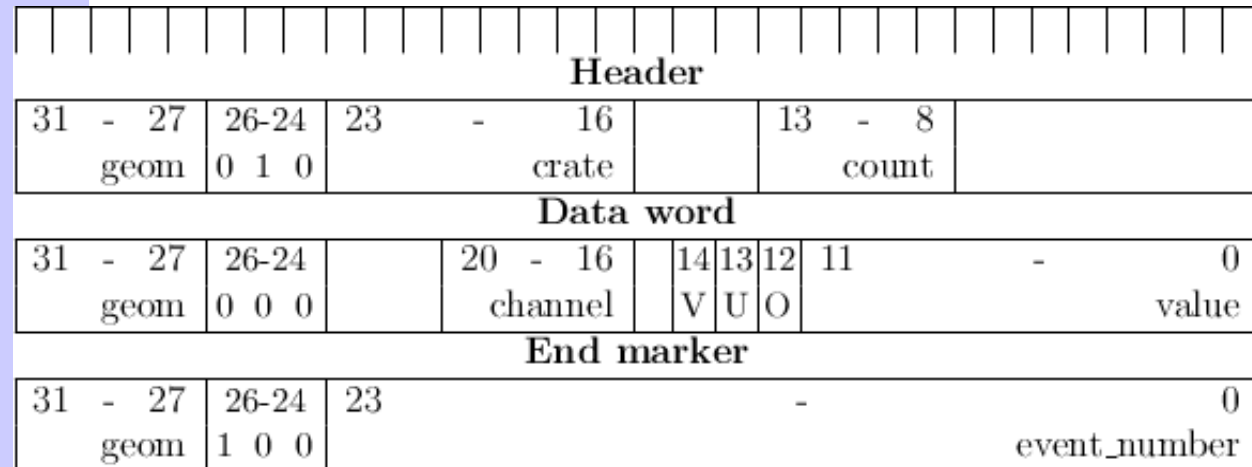 Header
31 - 27 26-24 23 - 16 13 - 8
geom 0 1 0 crate count
Data word
31 - 27 26-24 20 - 16 14 13 12 11 - 0
geom 0 0 0 channel V U O value
End marker
31 - 27 26-24 23 - 0
geom 1 0 0 event_number